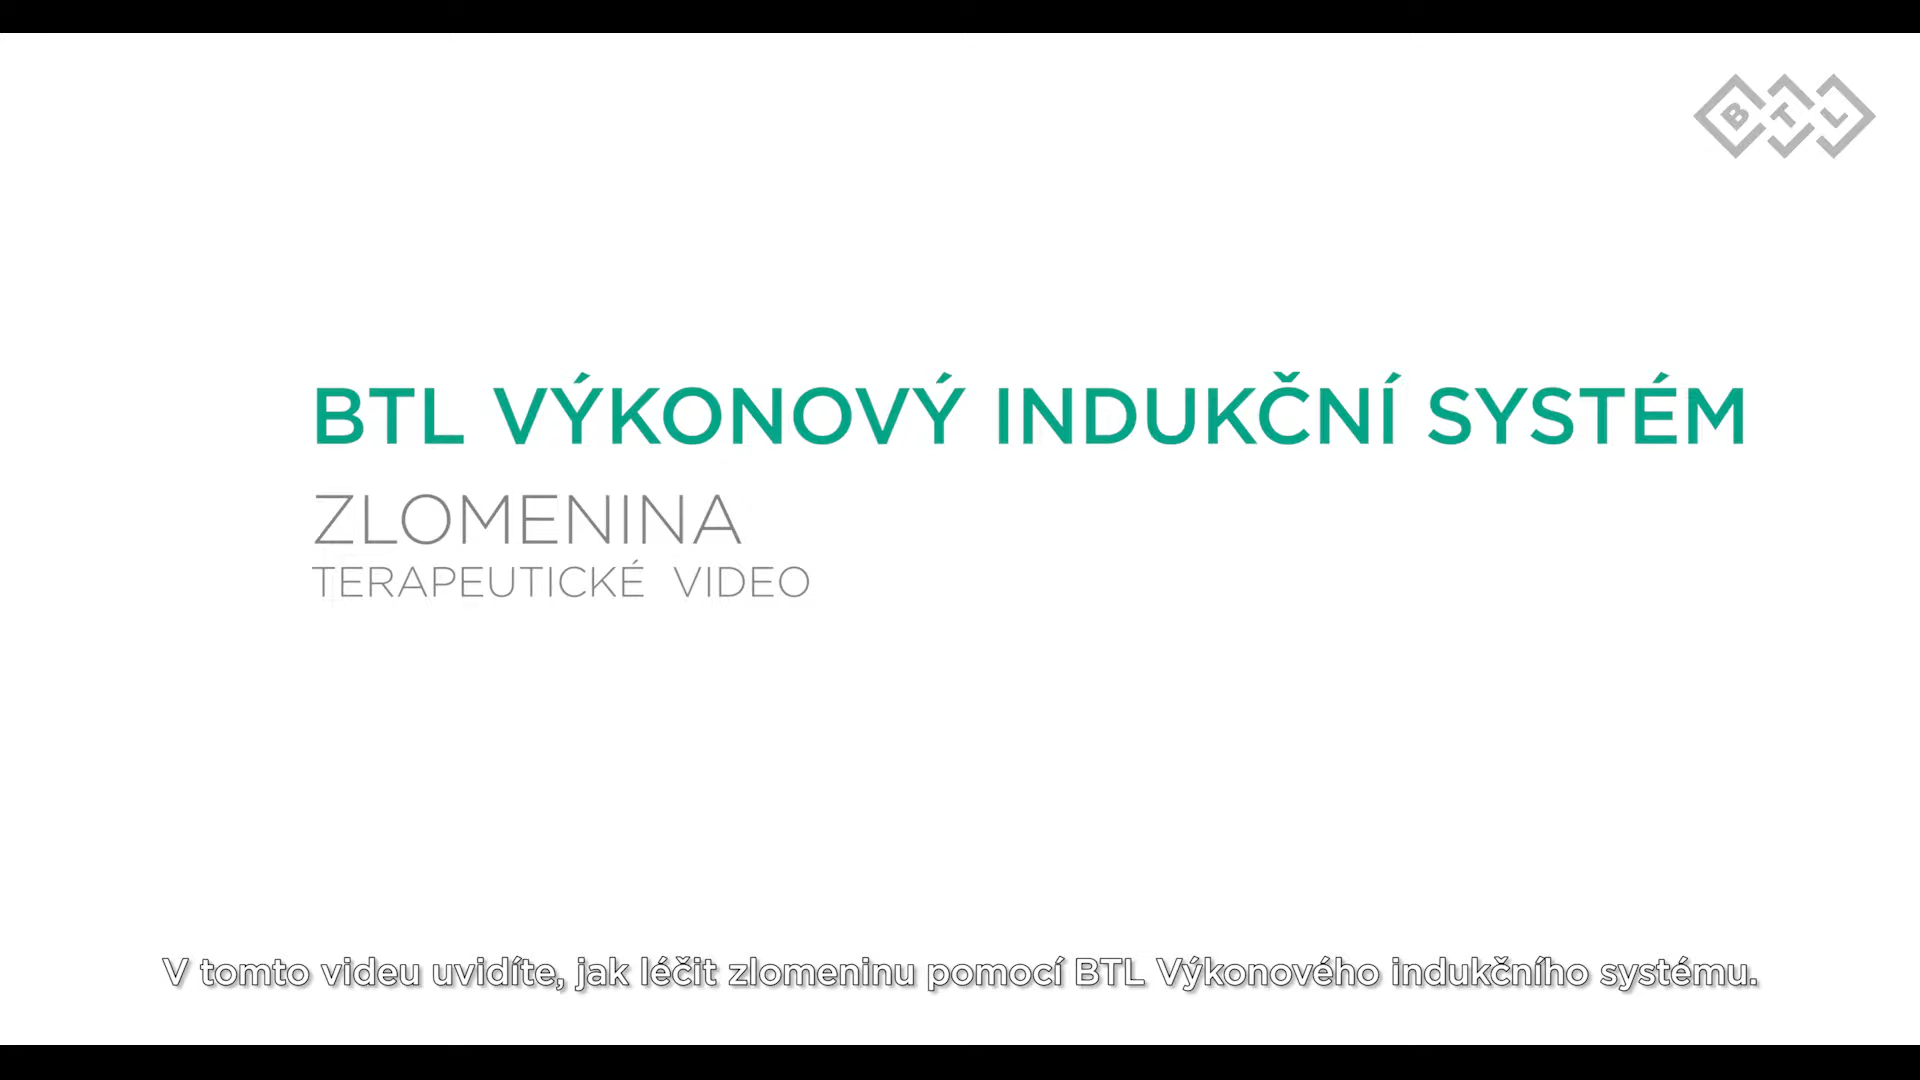 BTL
BTL VÝKONOVÝ INDUKČNÍ SYSTÉM
ZLOMENINA
TERAPEUTICKÉ VIDEO
V tomto videu uvidíte, jak léčit zlomeninu pomocí BTL Výkonového indukčního systému.